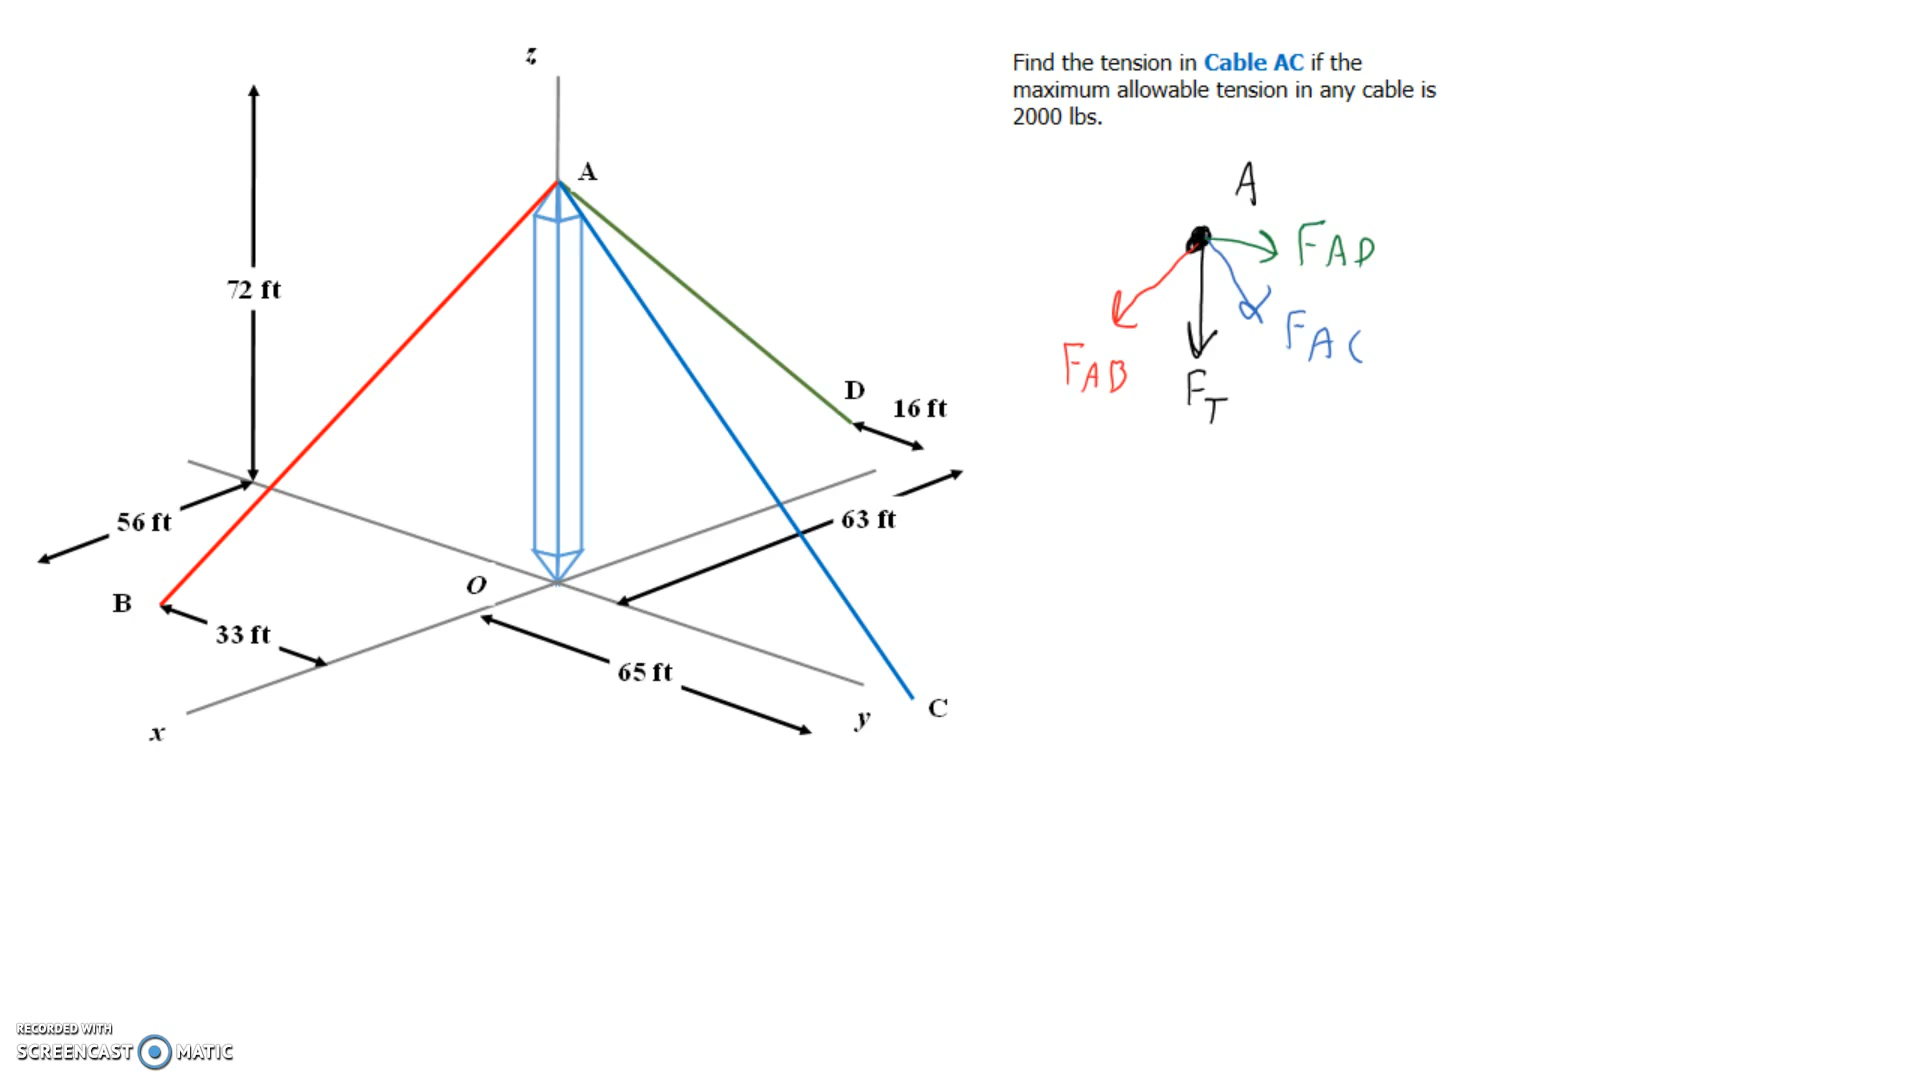 z
A
72 ft
D
16 ft
56 ft
63 ft
O
B
33 ft
65 ft
x
y
C
Find the tension in Cable AC if the
maximum allowable tension in any cable is
2000 lbs.
A
FAD
FAC
FAB
FT
RECORDED WITH
SCREENCAST MATIC